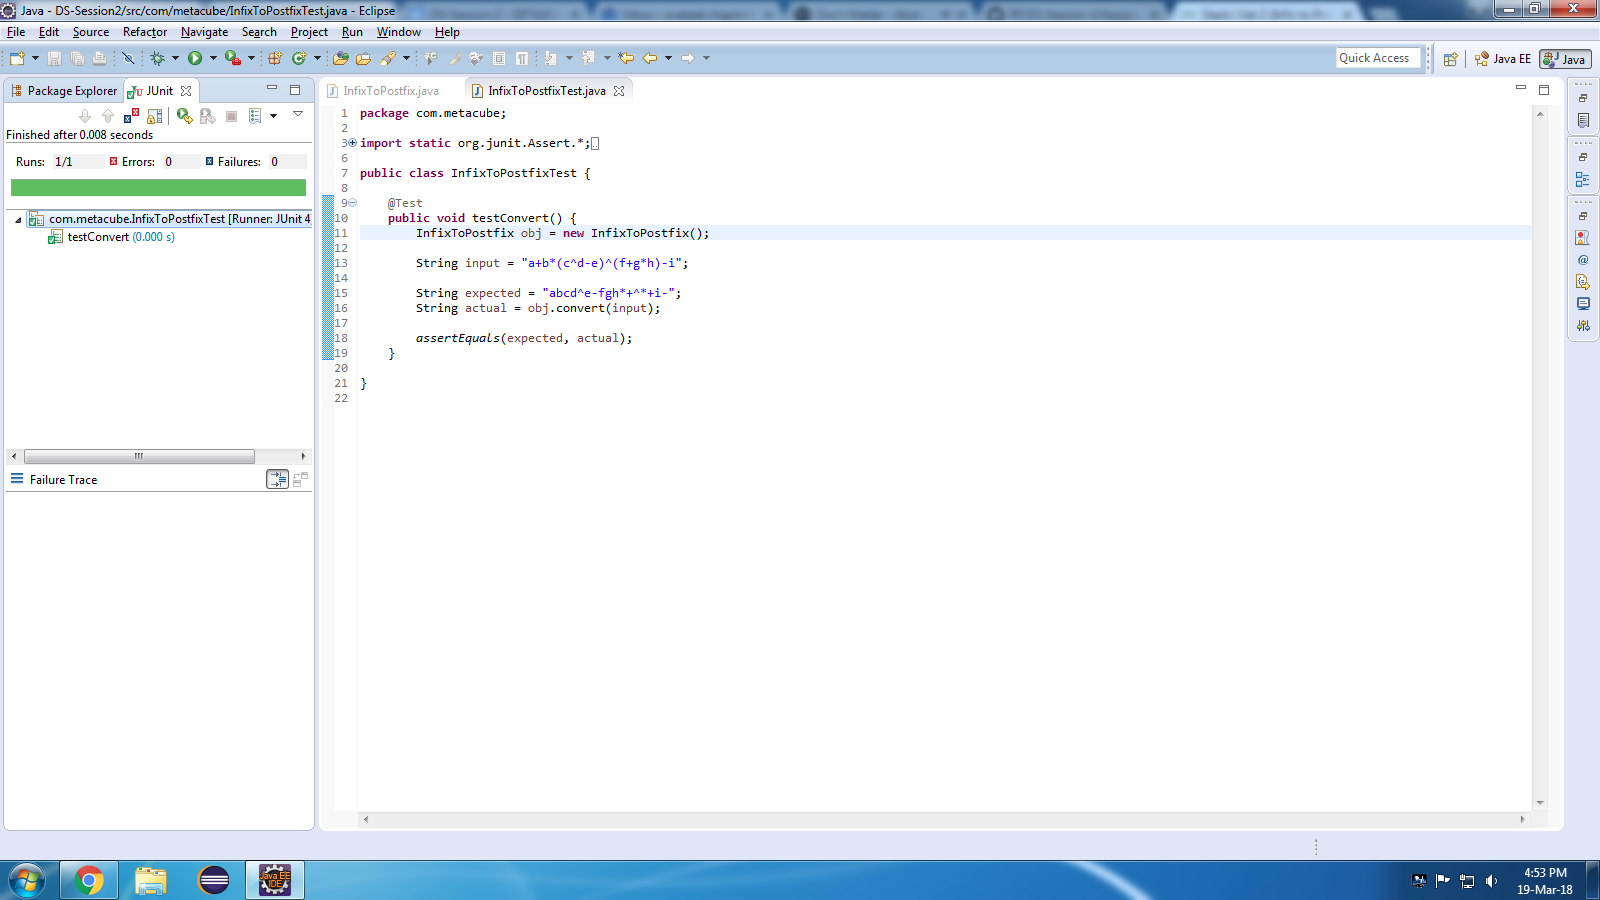 Java - DS-Session2/src/com/metacube/InfixToPostfixTest.java - Eclipse
File Edit Source Refactor Navigate Search Project Run Window Help
Quick Access
Java EE
Java
Package Explorer
JUnit
InfixToPostfix.java
InfixToPostfixTest.java
Finished after 0.008 seconds
Runs: 1/1 Errors: 0 Failures: 0
com.metacube.InfixToPostfixTest [Runner: JUnit 4
testConvert (0.000 s)
Failure Trace
1 package com.metacube;
2
3 import static org.junit.Assert.*;
6
7 public class InfixToPostfixTest {
8
9 @Test
10 public void testConvert() {
11 InfixToPostfix obj = new InfixToPostfix();
12
13 String input = "a+b*(c^d-e)^(f+g*h)-i";
14
15 String expected = "abcd^e-fgh*+^*+i-";
16 String actual = obj.convert(input);
17
18 assertEquals(expected, actual);
19 }
20
21 }
22
Java EE
IDE
4:53 PM
19-Mar-18